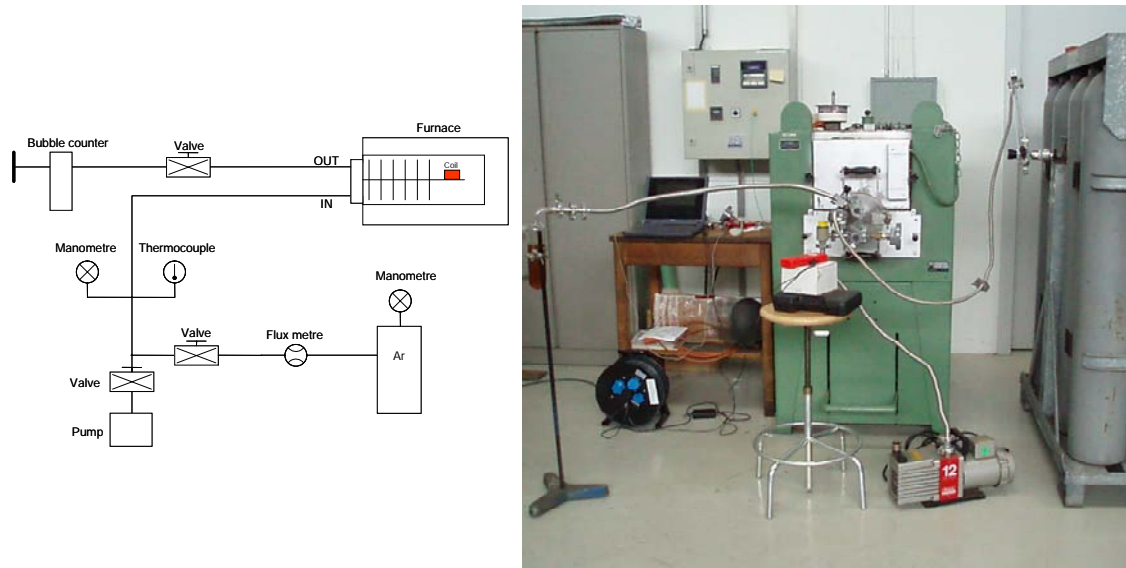 Furnace
Bubble counter
Valve
OUT
Coil
IN
Manometre
Thermocouple
Manometre
Valve
Flux metre
Ar
Valve
Pump
12